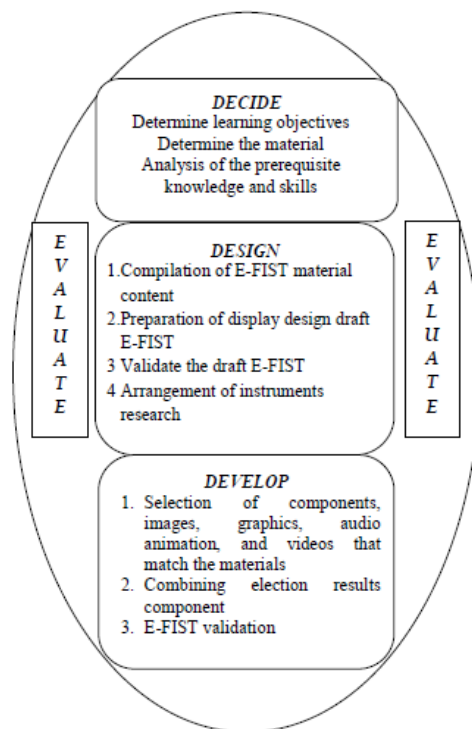 DECIDE
Determine learning objectives
Determine the material
Analysis of the prerequisite
knowledge and skills
E
V
A
L
U
A
T
E
DESIGN
1.Compilation of E-FIST material
content
2.Preparation of display design draft
E-FIST
3 Validate the draft E-FIST
4 Arrangement of instruments
research
E
V
A
L
U
A
T
E
DEVELOP
1. Selection of components,
images, graphics, audio
animation, and videos that
match the materials
2. Combining election results
component
3. E-FIST validation